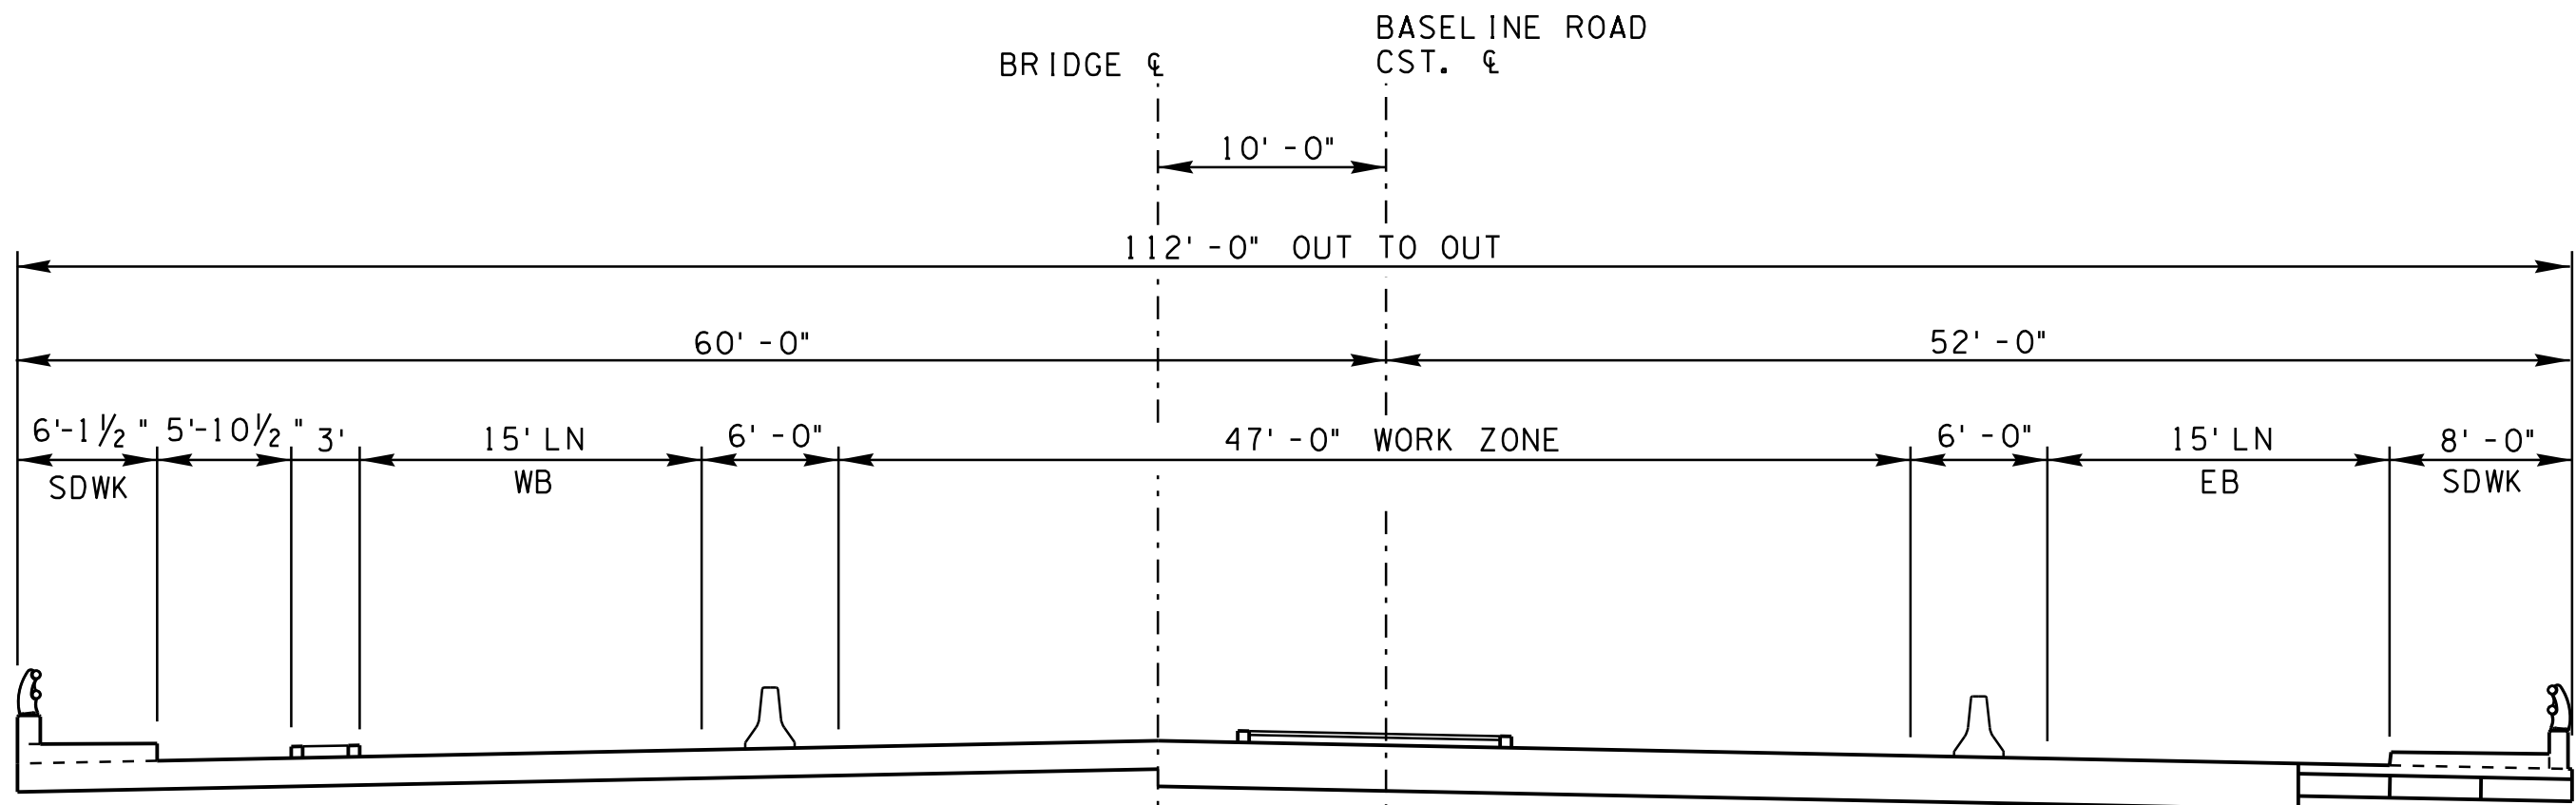 BASELINE ROAD
BRIDGE ℄
CST. ℄
10'-0"
112'-0" OUT TO OUT
60'-0"
52'-0"
6'-1½" 5'-10½" 3' 15' LN 6'-0" 47'-0" WORK ZONE 6'-0" 15' LN 8'-0"
SDWK WB EB SDWK